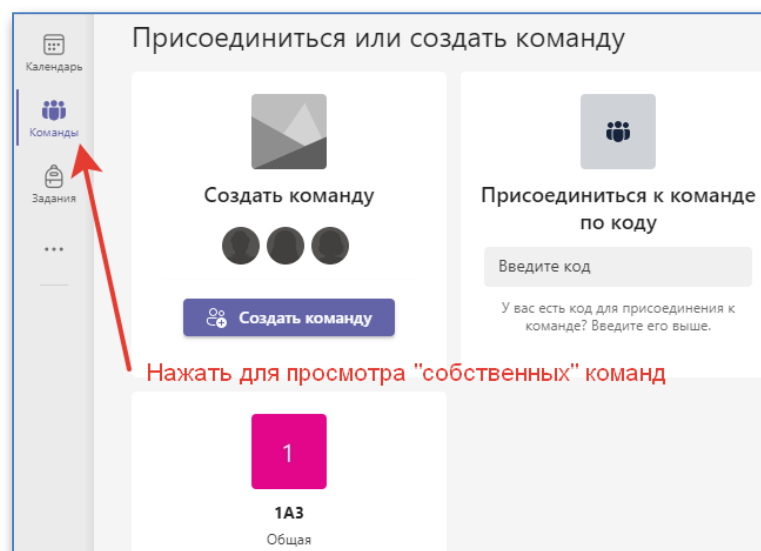 Календарь
Команды
Задания
Присоединиться или создать команду
Создать команду
Создать команду
Присоединиться к команде
по коду
Введите код
У вас есть код для присоединения к
команде? Введите его выше.
Нажать для просмотра "собственных" команд
1
1А3
Общая